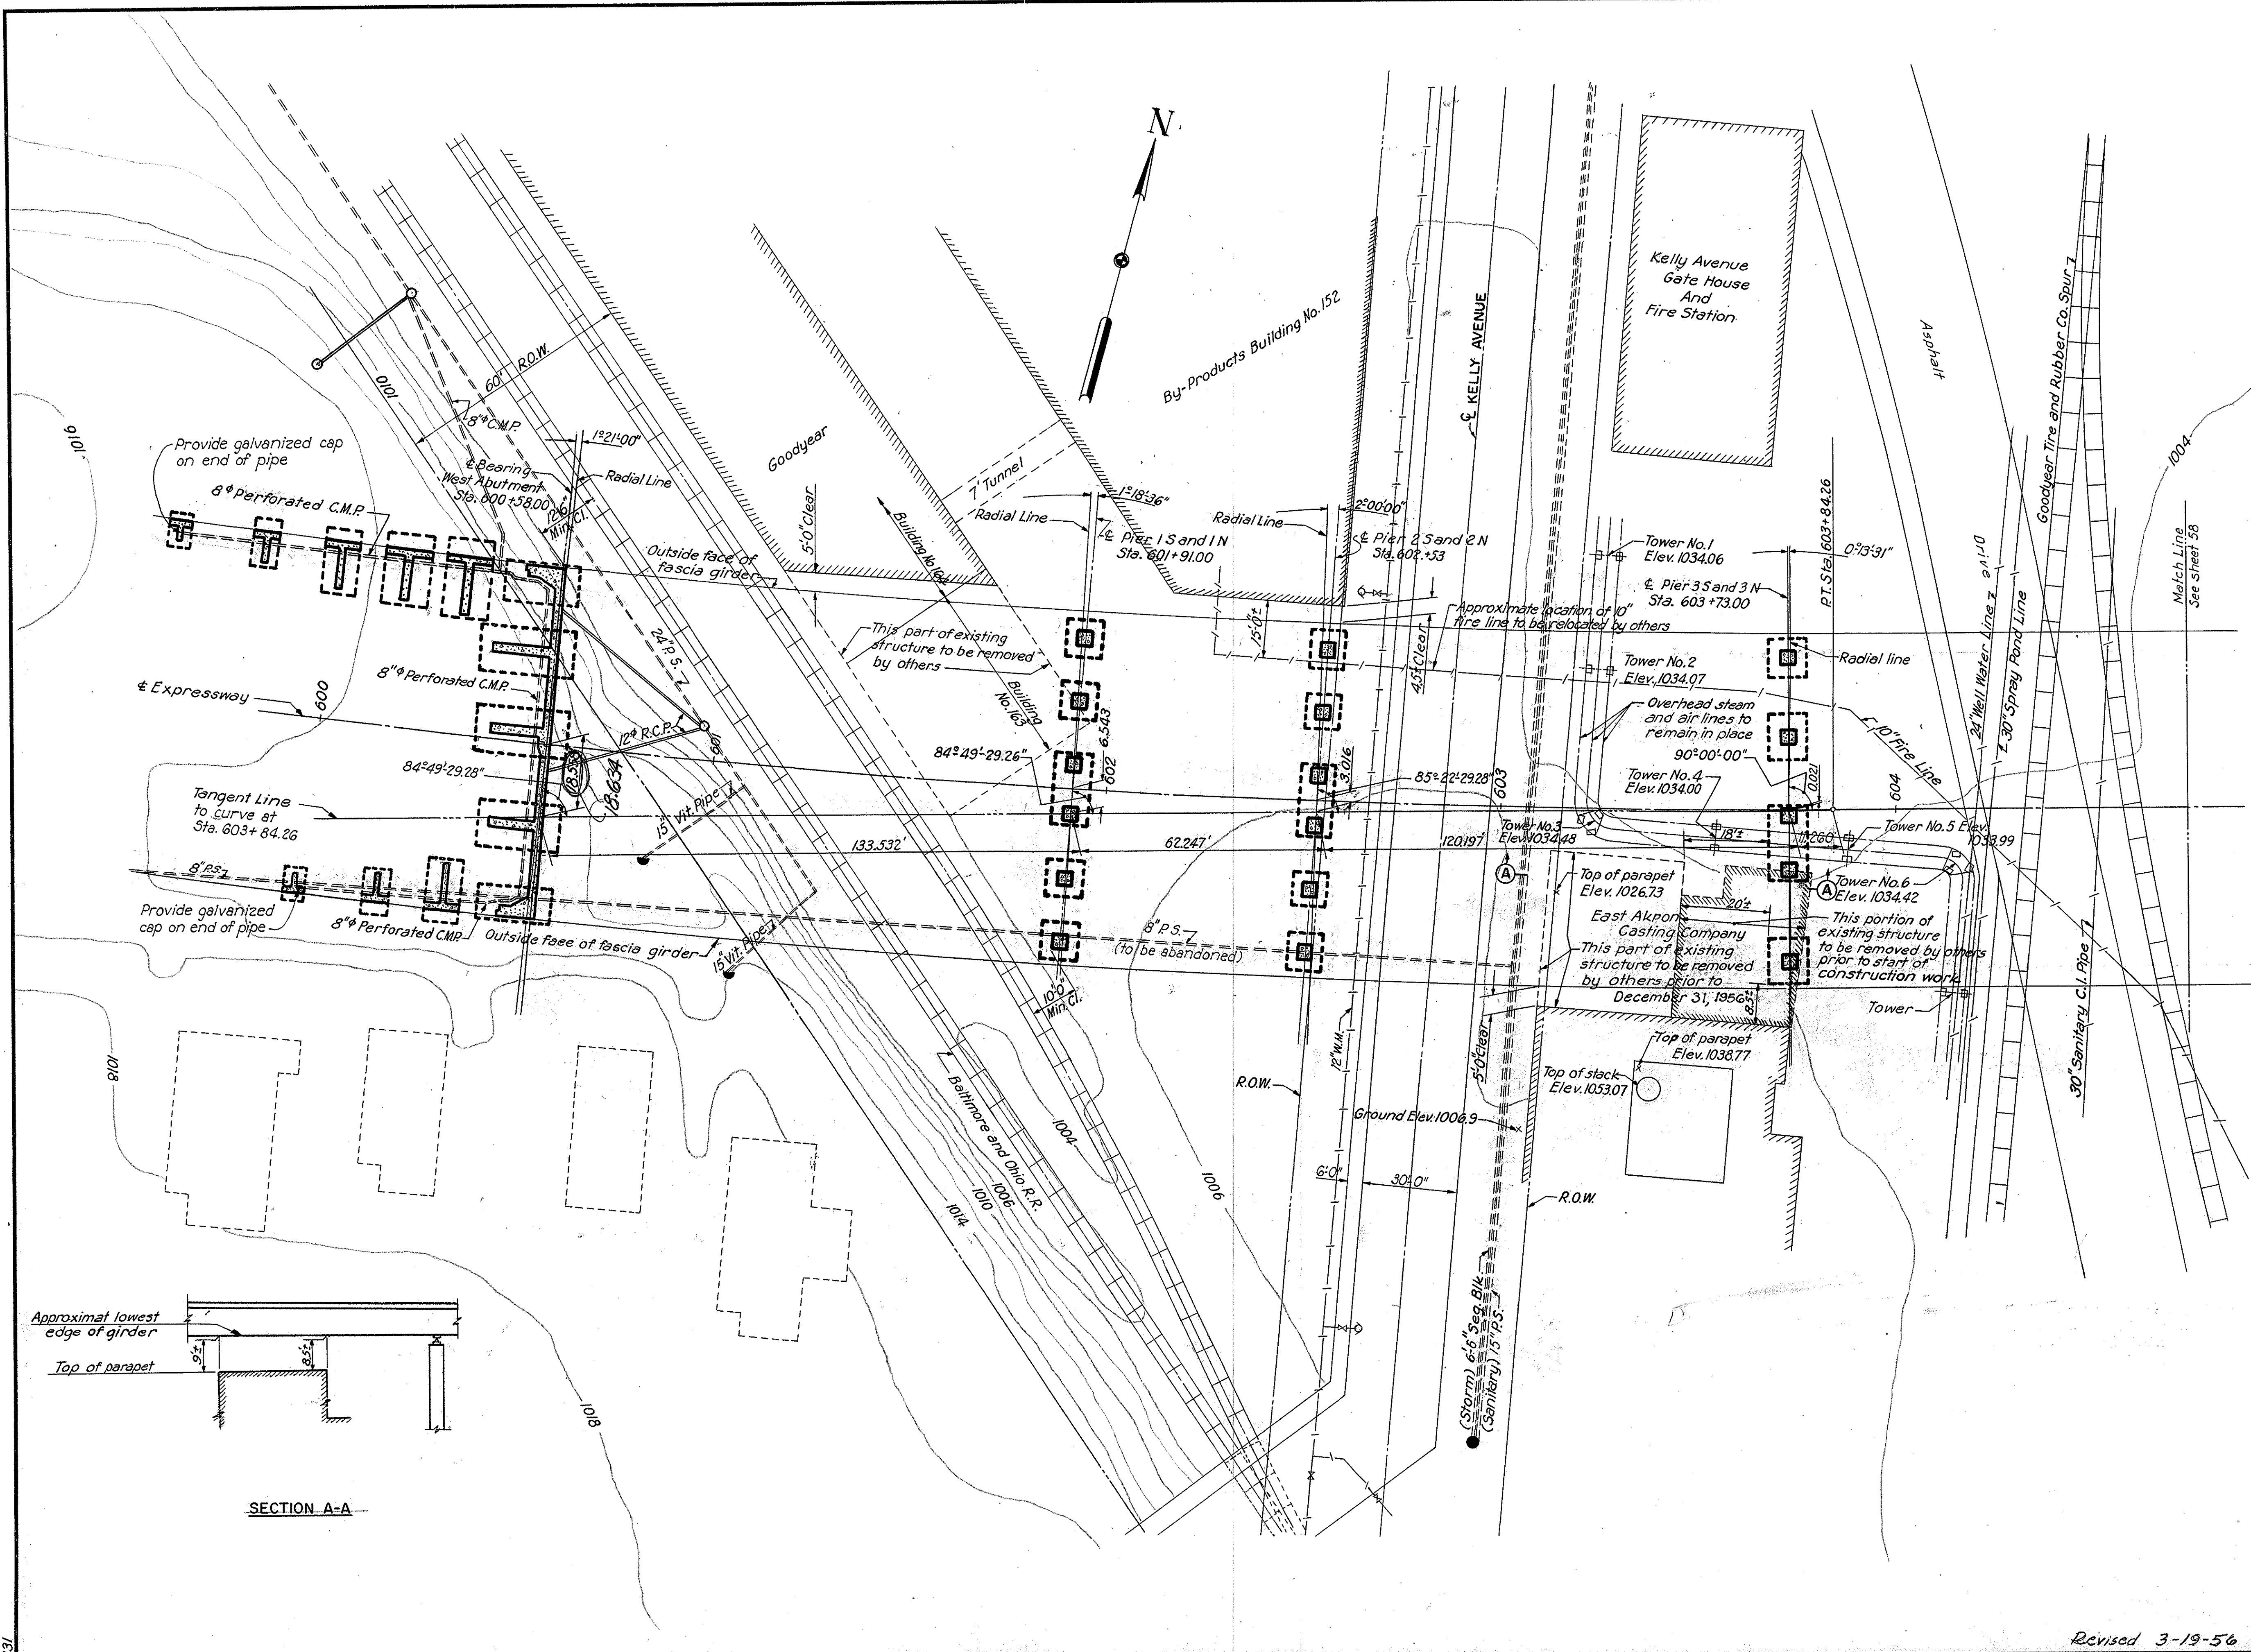 N
1016
1010
60' R.O.W.
8"φ C.M.P.
1°-21'-00"
Radial Line
℄ Bearing
West Abutment
Sta. 600+58.00
12'-6"
Min. Cl.
Provide galvanized cap
on end of pipe
8"φ Perforated C.M.P.
Goodyear
5'-0" Clear
Outside face of
fascia girder
7' Tunnel
By-Products Building No. 152
Radial Line
1°-18'-36"
℄ Pier 1 S and 1 N
Sta. 601+91.00
Radial Line
2°-00'-00"
℄ Pier 2 S and 2 N
Sta. 602+53
℄ KELLY AVENUE
Kelly Avenue
Gate House
And
Fire Station
Asphalt
Drive
Goodyear Tire and Rubber Co. Spur
1004
Match Line
See sheet 58
Tower No. 1
Elev. 1034.06
0°-13'-31"
℄ Pier 3 S and 3 N
Sta. 603+73.00
P.T. Sta. 603+84.26
24" Well Water Line
30" Spray Pond Line
Approximate location of 10"
fire line to be relocated by others
15'-0"±
4.5'± Clear
Tower No. 2
Elev. 1034.07
Radial line
Overhead steam
and air lines to
remain in place
90°-00'-00"
Tower No. 4
Elev. 1034.00
10" Fire Line
This part of existing
structure to be removed
by others
Building
No. 163
24" P.S.
8"φ Perforated C.M.P.
℄ Expressway
600
12"φ R.C.P.
601
84°-49'-29.28"
18.558
18.634
84°-49'-29.26"
6.543
602
3.016
85°-22'-29.28"
603
0.021
604
Tangent Line
to curve at
Sta. 603+84.26
15" Vit. Pipe
133.532'
62.247'
120.197'
Tower No. 3
Elev. 1034.48
18'±
11.260
Tower No. 5 Elev.
1033.99
8" P.S.
Provide galvanized
cap on end of pipe
8"φ Perforated C.M.P.
Outside face of fascia girder
15" Vit. Pipe
8" P.S.
(to be abandoned)
A
Top of parapet
Elev. 1026.73
A
Tower No. 6
Elev. 1034.42
20'±
East Akron
Casting Company
This part of existing
structure to be removed
by others prior to
December 31, 1956
8.3'±
This portion of
existing structure
to be removed by others
prior to start of
construction work
Tower
10'-0"
Min. Cl.
12" W.M.
5'-0" Clear
Top of parapet
Elev. 1038.77
Top of stack
Elev. 1053.07
30" Sanitary C.I. Pipe
R.O.W.
Ground Elev. 1006.9
1018
Baltimore and Ohio R.R.
1004
1006
1010
1014
1006
6'-0"
30'-0"
R.O.W.
(Storm) 6'-6" Seg. Blk.
(Sanitary) 15" P.S.
Approximat lowest
edge of girder
9'±
8.5'±
Top of parapet
1018
SECTION A-A
31
Revised 3-19-56